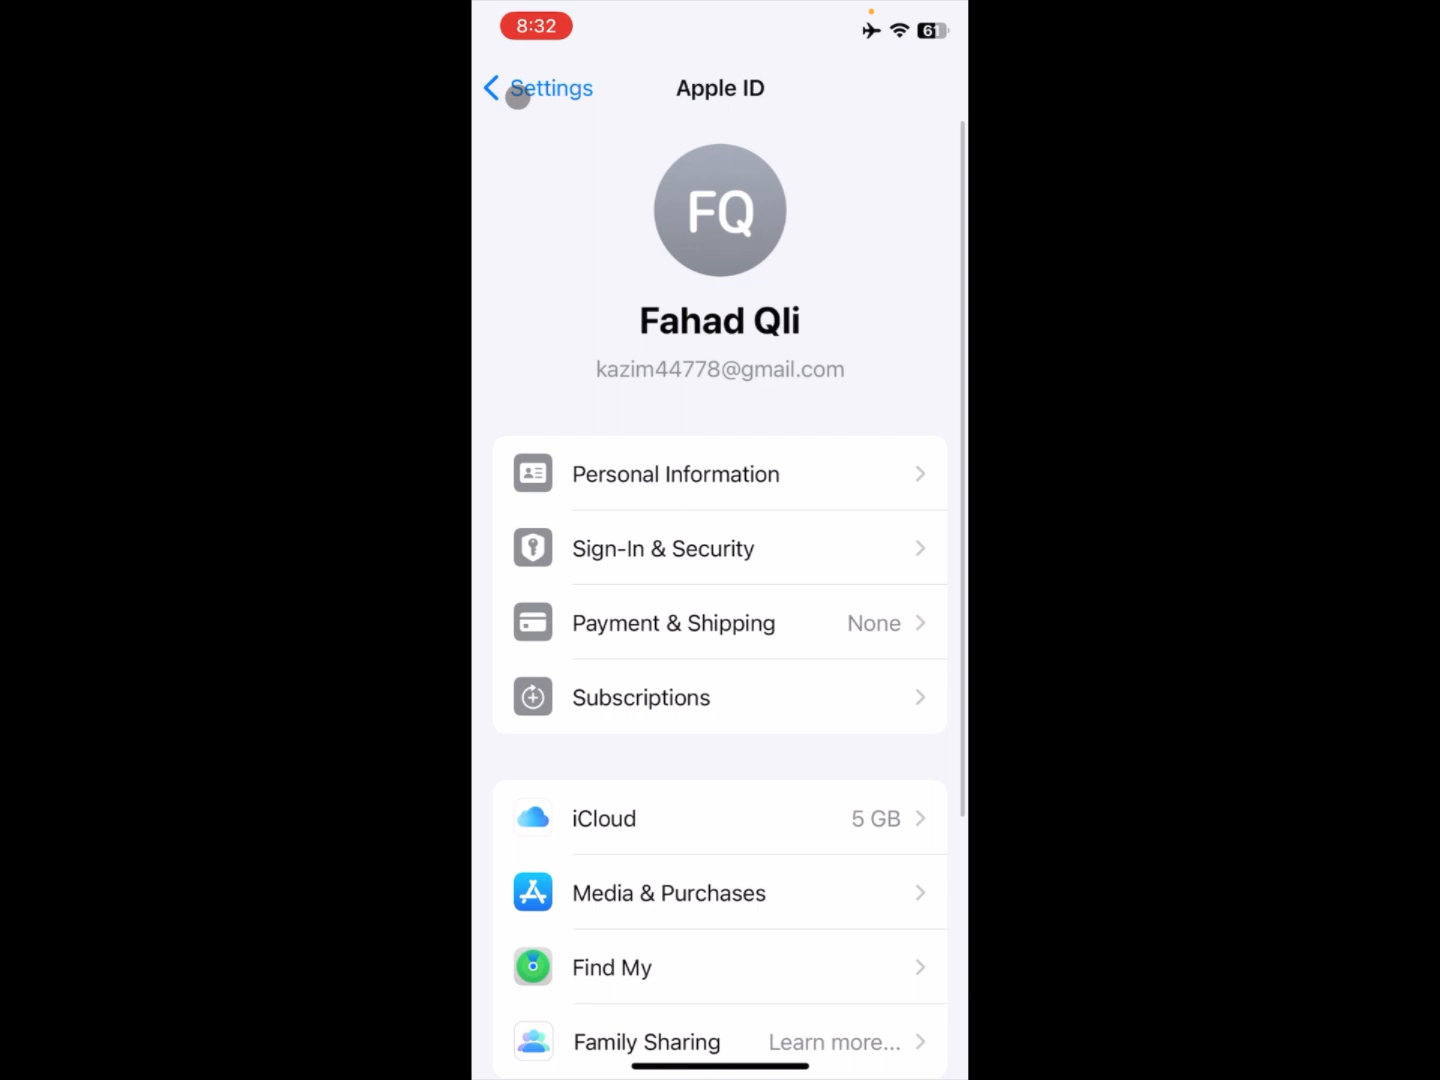 8:32
61
Settings
Apple ID
FQ
Fahad Qli
kazim44778@gmail.com
Personal Information
Sign-In & Security
Payment & Shipping None
Subscriptions
iCloud 5 GB
Media & Purchases
Find My
Family Sharing Learn more...